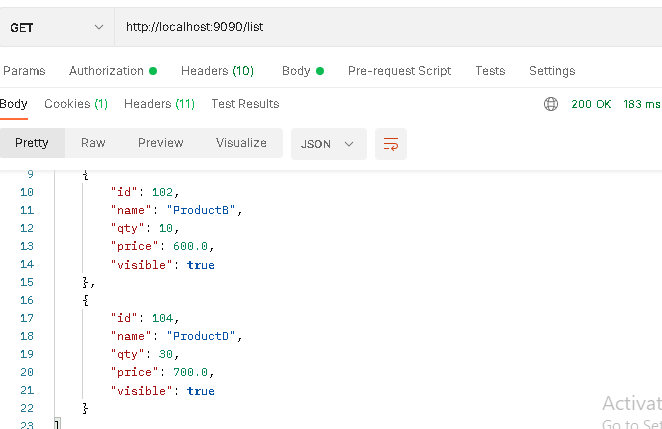 GET http://localhost:9090/list
Params Authorization Headers (10) Body Pre-request Script Tests Settings
Body Cookies (1) Headers (11) Test Results 200 OK 183 ms
Pretty Raw Preview Visualize JSON
9 {
10 "id": 102,
11 "name": "ProductB",
12 "qty": 10,
13 "price": 600.0,
14 "visible": true
15 },
16 {
17 "id": 104,
18 "name": "ProductD",
19 "qty": 30,
20 "price": 700.0,
21 "visible": true
22 }
23 ]
Activat
Go to Set